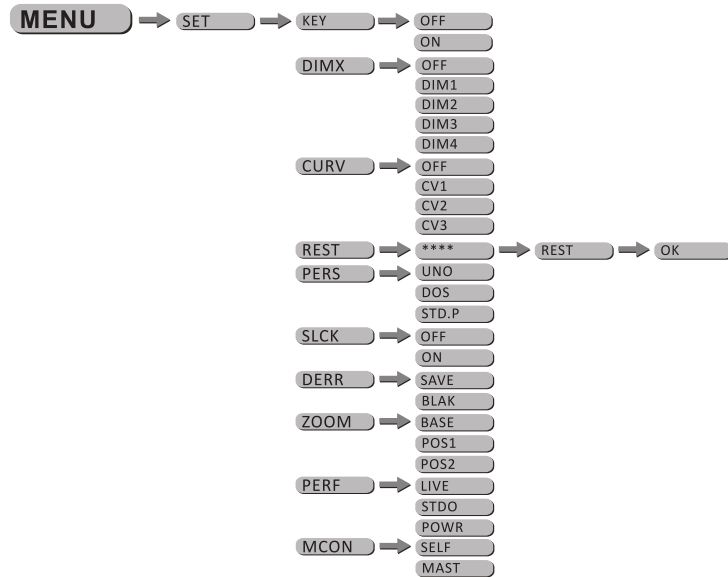 MENU SET KEY OFF
ON
DIMX OFF
DIM1
DIM2
DIM3
DIM4
CURV OFF
CV1
CV2
CV3
REST **** REST OK
PERS UNO
DOS
STD.P
SLCK OFF
ON
DERR SAVE
BLAK
ZOOM BASE
POS1
POS2
PERF LIVE
STDO
POWR
MCON SELF
MAST